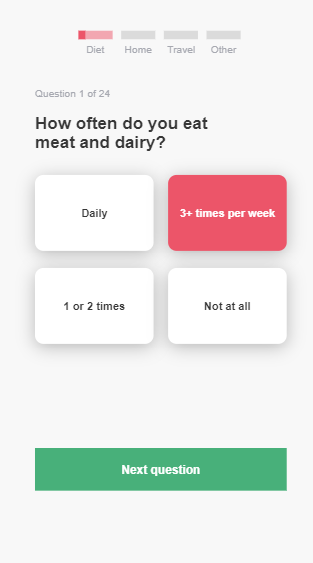 Diet Home Travel Other
Question 1 of 24
How often do you eat
meat and dairy?
Daily
3+ times per week
1 or 2 times
Not at all
Next question